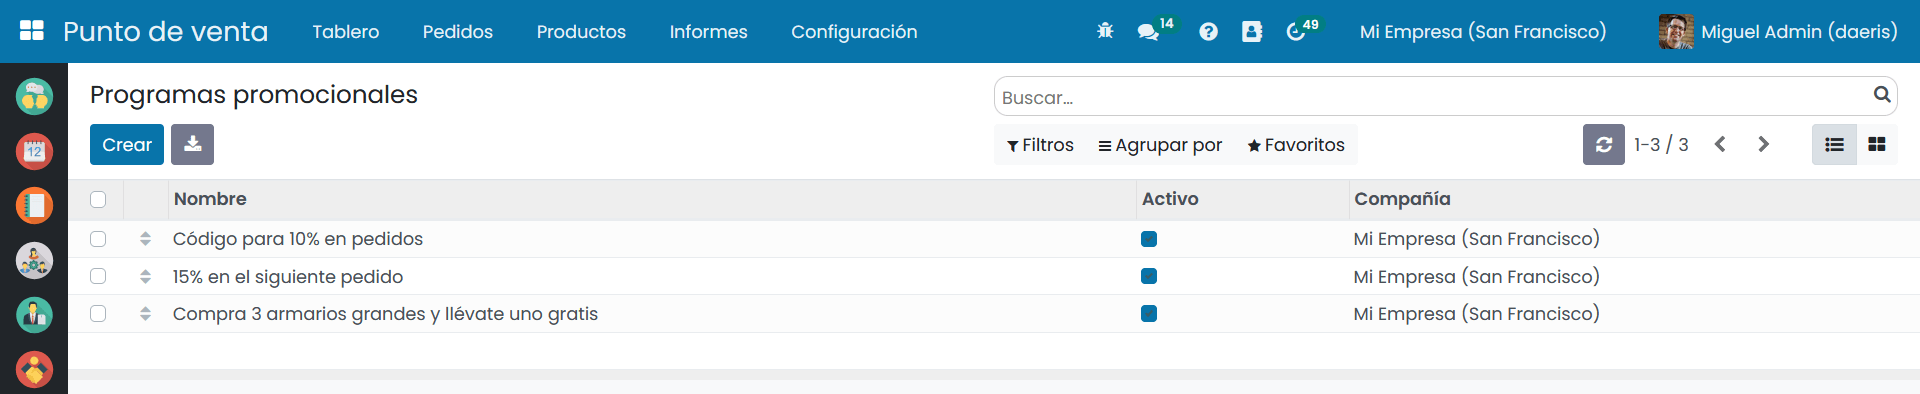 Punto de venta Tablero Pedidos Productos Informes Configuración 14 49 Mi Empresa (San Francisco) Miguel Admin (daeris)
Programas promocionales
Buscar...
Crear Filtros Agrupar por Favoritos 1-3 / 3
12
Nombre Activo Compañía
Código para 10% en pedidos Mi Empresa (San Francisco)
15% en el siguiente pedido Mi Empresa (San Francisco)
Compra 3 armarios grandes y llévate uno gratis Mi Empresa (San Francisco)